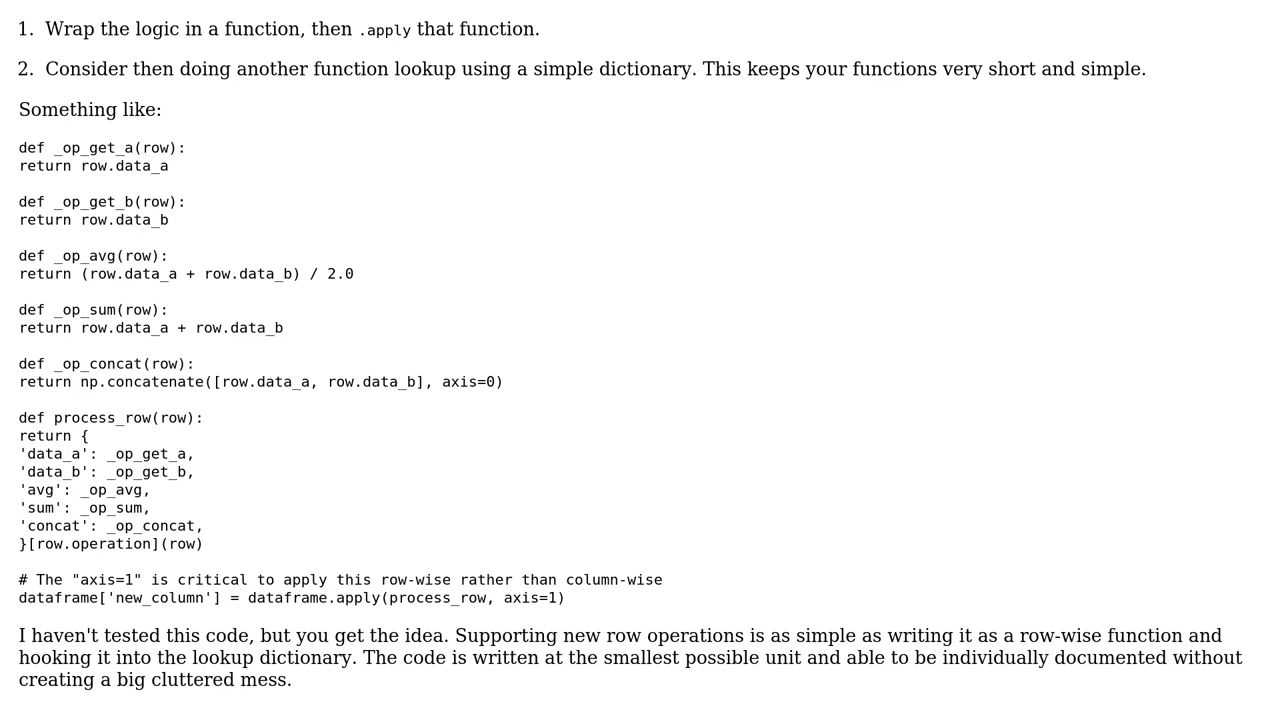 1. Wrap the logic in a function, then .apply that function.
2. Consider then doing another function lookup using a simple dictionary. This keeps your functions very short and simple.
Something like:
def _op_get_a(row):
return row.data_a
def _op_get_b(row):
return row.data_b
def _op_avg(row):
return (row.data_a + row.data_b) / 2.0
def _op_sum(row):
return row.data_a + row.data_b
def _op_concat(row):
return np.concatenate([row.data_a, row.data_b], axis=0)
def process_row(row):
return {
'data_a': _op_get_a,
'data_b': _op_get_b,
'avg': _op_avg,
'sum': _op_sum,
'concat': _op_concat,
}[row.operation](row)
# The "axis=1" is critical to apply this row-wise rather than column-wise
dataframe['new_column'] = dataframe.apply(process_row, axis=1)
I haven't tested this code, but you get the idea. Supporting new row operations is as simple as writing it as a row-wise function and
hooking it into the lookup dictionary. The code is written at the smallest possible unit and able to be individually documented without
creating a big cluttered mess.